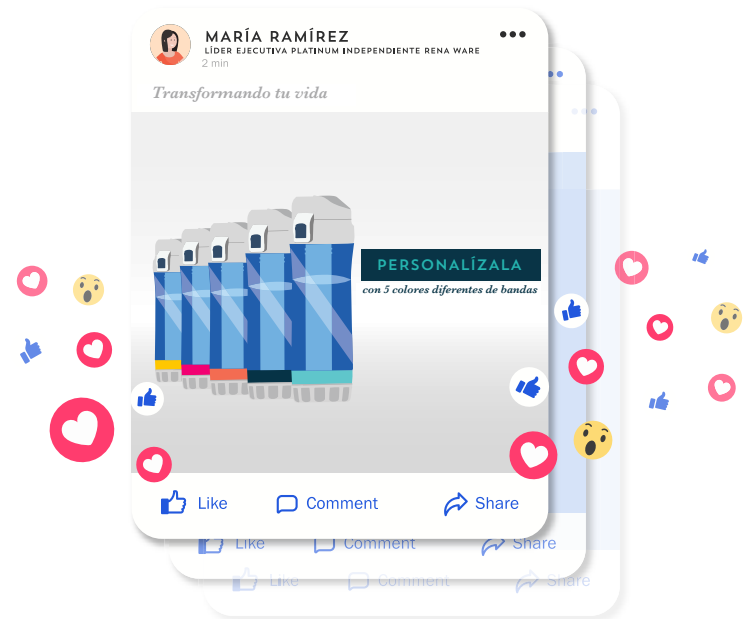 MARÍA RAMÍREZ
LÍDER EJECUTIVA PLATINUM INDEPENDIENTE RENA WARE
2 min
Transformando tu vida
PERSONALÍZALA
con 5 colores diferentes de bandas
Like Comment Share
Like Comment Share
Like Comment Share